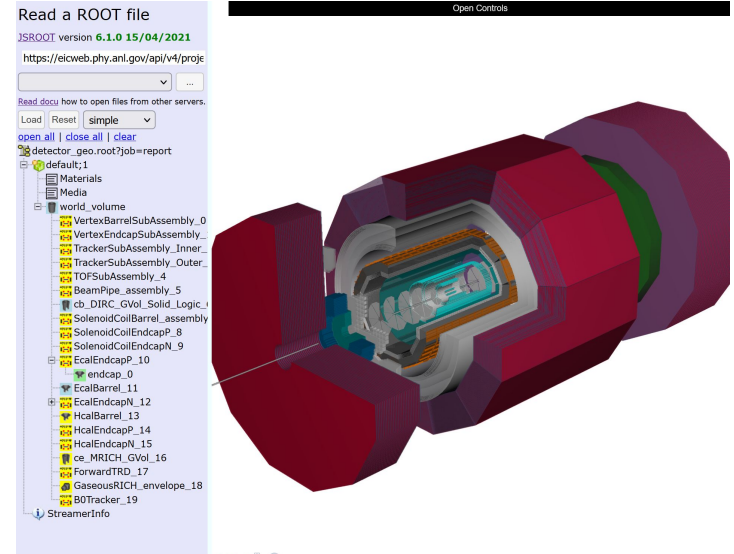 Read a ROOT file
JSROOT version 6.1.0 15/04/2021
https://eicweb.phy.anl.gov/api/v4/proje
...
Read docu how to open files from other servers.
Load Reset simple
open all | close all | clear
detector_geo.root?job=report
default;1
Materials
Media
world_volume
VertexBarrelSubAssembly_0
VertexEndcapSubAssembly_
TrackerSubAssembly_Inner_
TrackerSubAssembly_Outer_
TOFSubAssembly_4
BeamPipe_assembly_5
cb_DIRC_GVol_Solid_Logic_
SolenoidCoilBarrel_assembly
SolenoidCoilEndcapP_8
SolenoidCoilEndcapN_9
EcalEndcapP_10
endcap_0
EcalBarrel_11
EcalEndcapN_12
HcalBarrel_13
HcalEndcapP_14
HcalEndcapN_15
ce_MRICH_GVol_16
ForwardTRD_17
GaseousRICH_envelope_18
B0Tracker_19
StreamerInfo
Open Controls